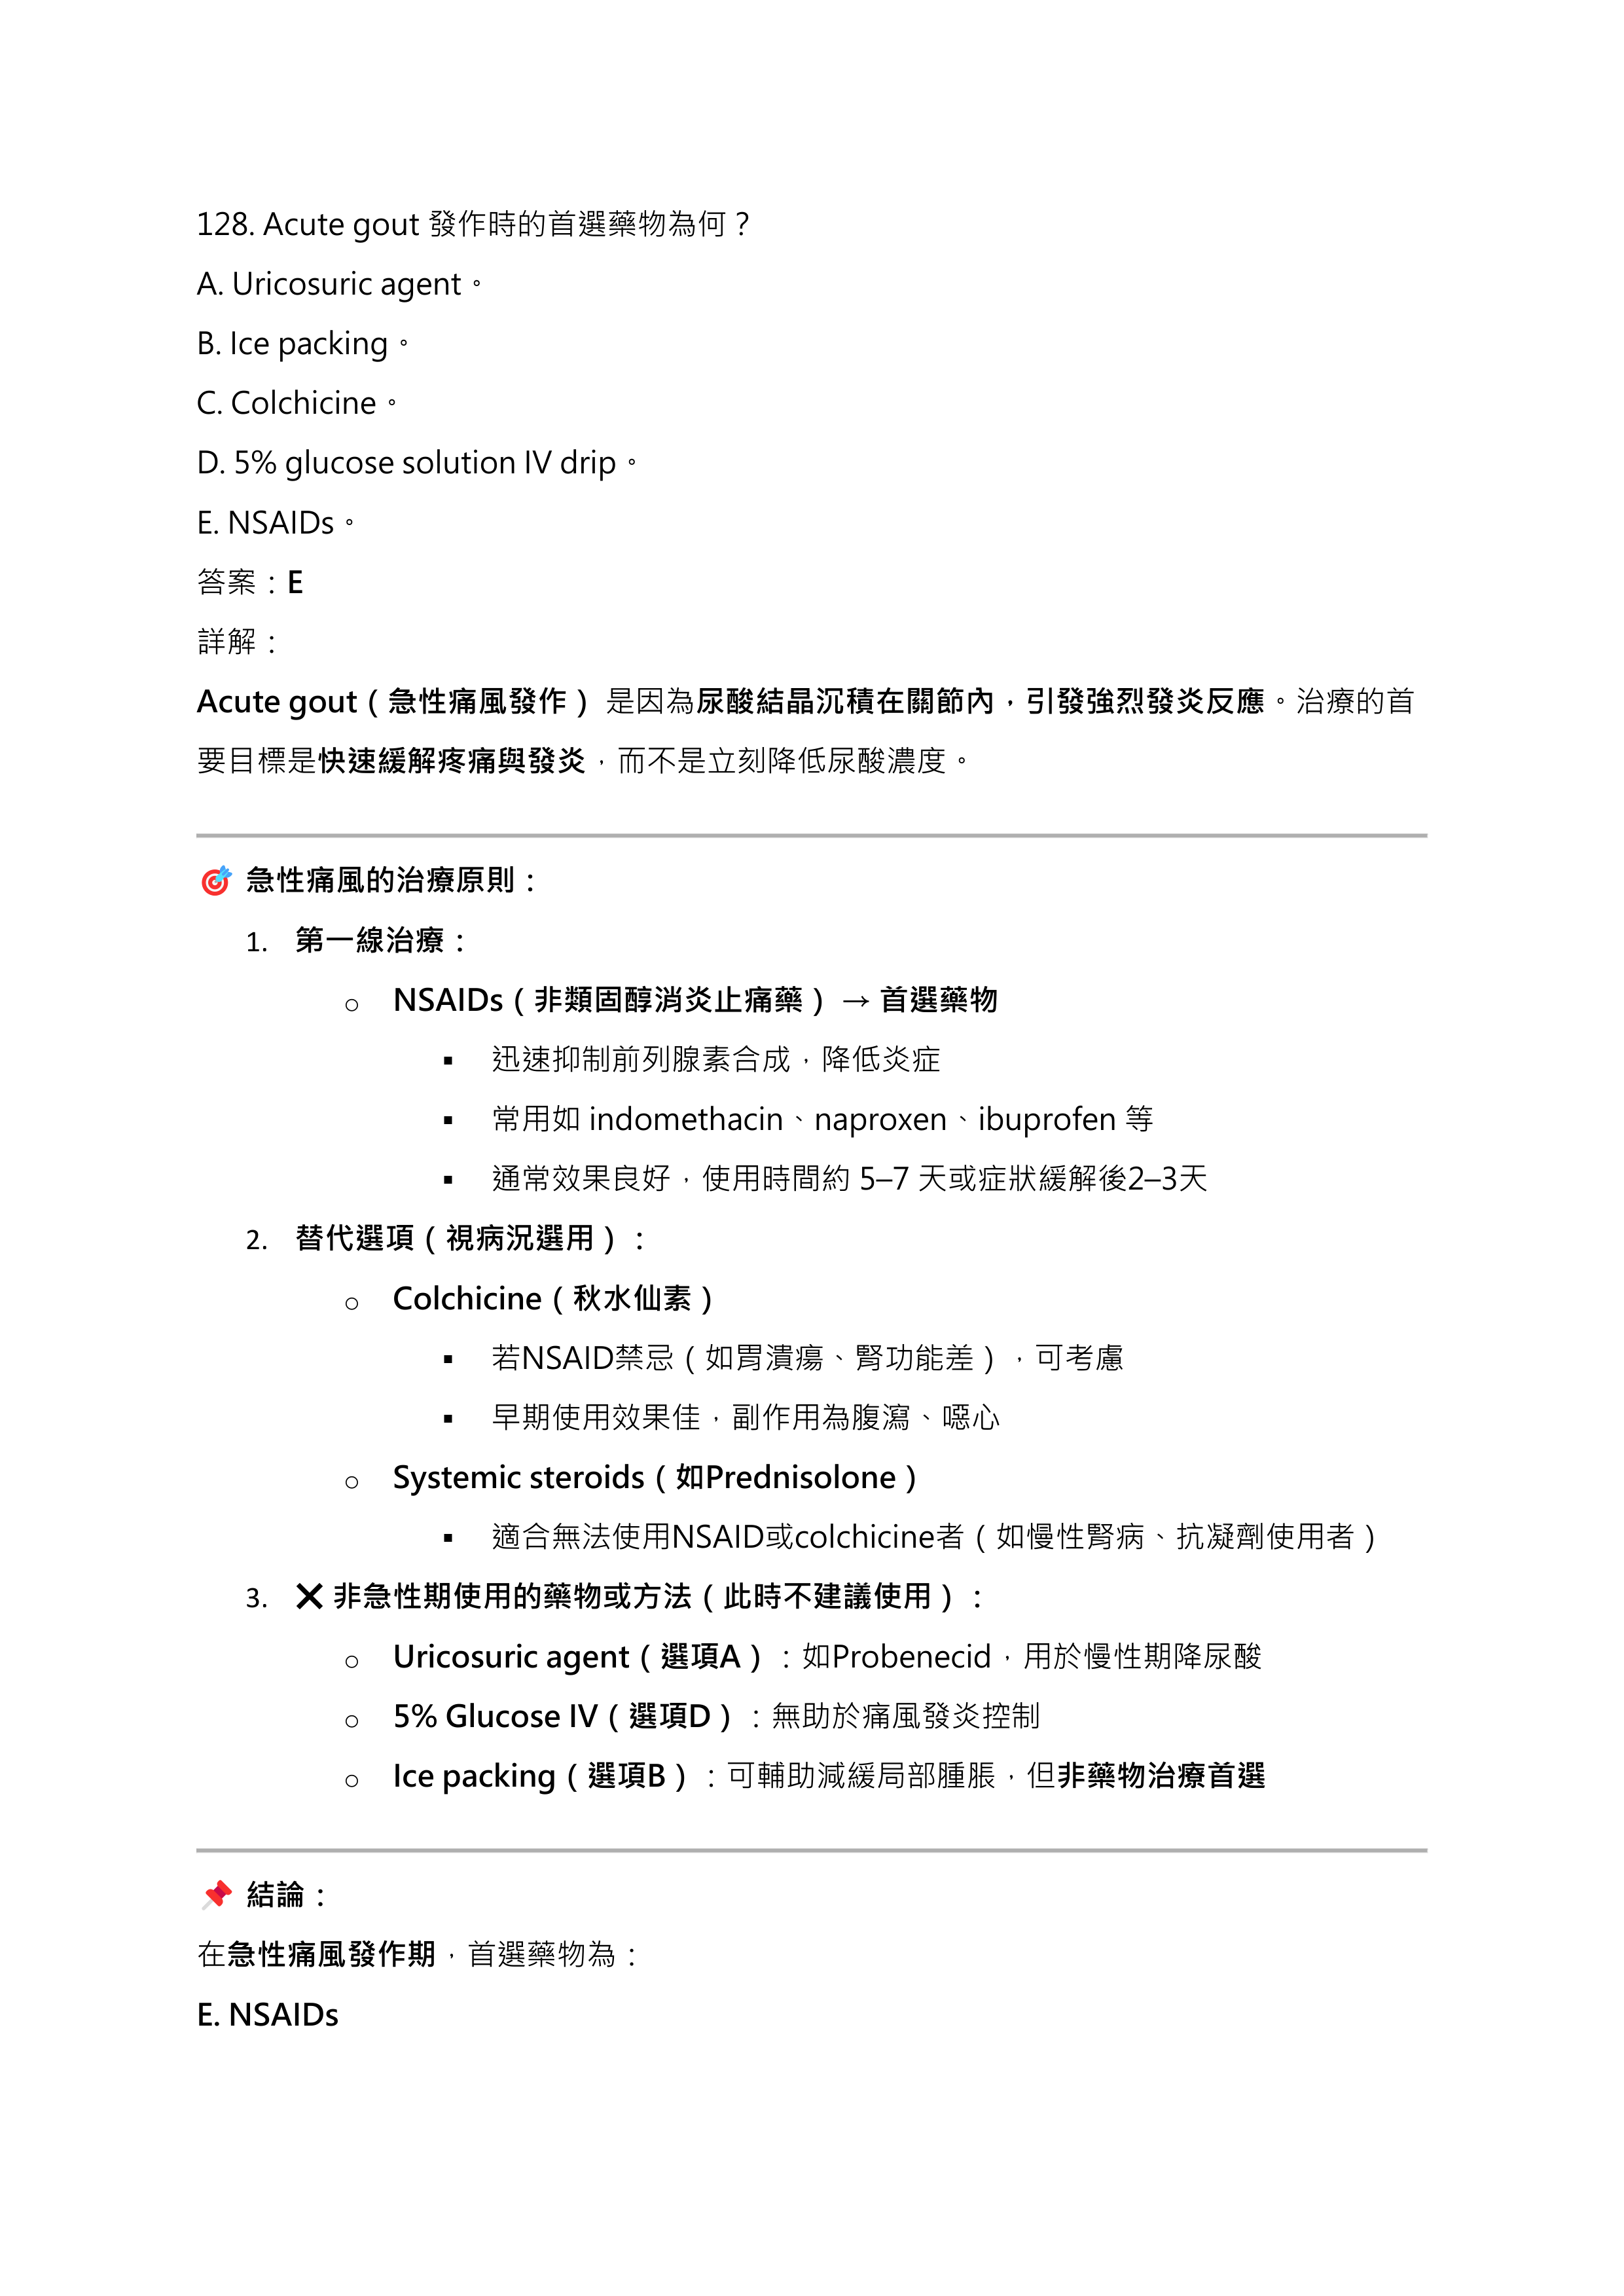 128. Acute gout 發作時的首選藥物為何？
A. Uricosuric agent。
B. Ice packing。
C. Colchicine。
D. 5% glucose solution IV drip。
E. NSAIDs。
答案：E
詳解：
Acute gout（急性痛風發作） 是因為尿酸結晶沉積在關節內，引發強烈發炎反應。治療的首
要目標是快速緩解疼痛與發炎，而不是立刻降低尿酸濃度。
🎯 急性痛風的治療原則：
1. 第一線治療：
o NSAIDs（非類固醇消炎止痛藥） → 首選藥物
▪ 迅速抑制前列腺素合成，降低炎症
▪ 常用如 indomethacin、naproxen、ibuprofen 等
▪ 通常效果良好，使用時間約 5–7 天或症狀緩解後2–3天
2. 替代選項（視病況選用）：
o Colchicine（秋水仙素）
▪ 若NSAID禁忌（如胃潰瘍、腎功能差），可考慮
▪ 早期使用效果佳，副作用為腹瀉、噁心
o Systemic steroids（如Prednisolone）
▪ 適合無法使用NSAID或colchicine者（如慢性腎病、抗凝劑使用者）
3. ❌ 非急性期使用的藥物或方法（此時不建議使用）：
o Uricosuric agent（選項A）：如Probenecid，用於慢性期降尿酸
o 5% Glucose IV（選項D）：無助於痛風發炎控制
o Ice packing（選項B）：可輔助減緩局部腫脹，但非藥物治療首選
📌 結論：
在急性痛風發作期，首選藥物為：
E. NSAIDs